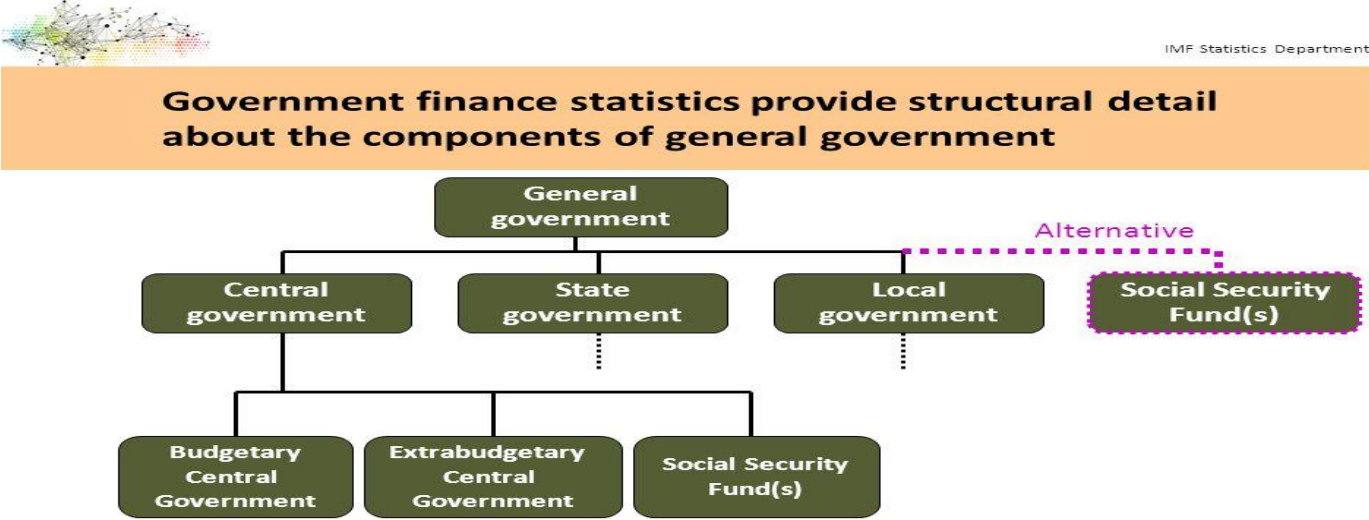 IMF Statistics Department
Government finance statistics provide structural detail
about the components of general government
General
government
Alternative
Central
government
State
government
Local
government
Social Security
Fund(s)
Budgetary
Central
Government
Extrabudgetary
Central
Government
Social Security
Fund(s)